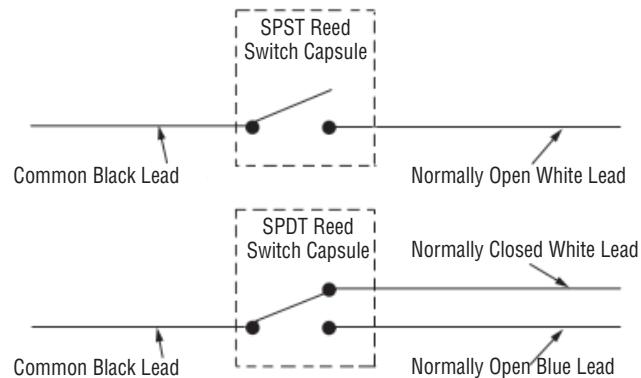 SPST Reed
Switch Capsule
Common Black Lead
Normally Open White Lead
SPDT Reed
Switch Capsule
Normally Closed White Lead
Common Black Lead
Normally Open Blue Lead